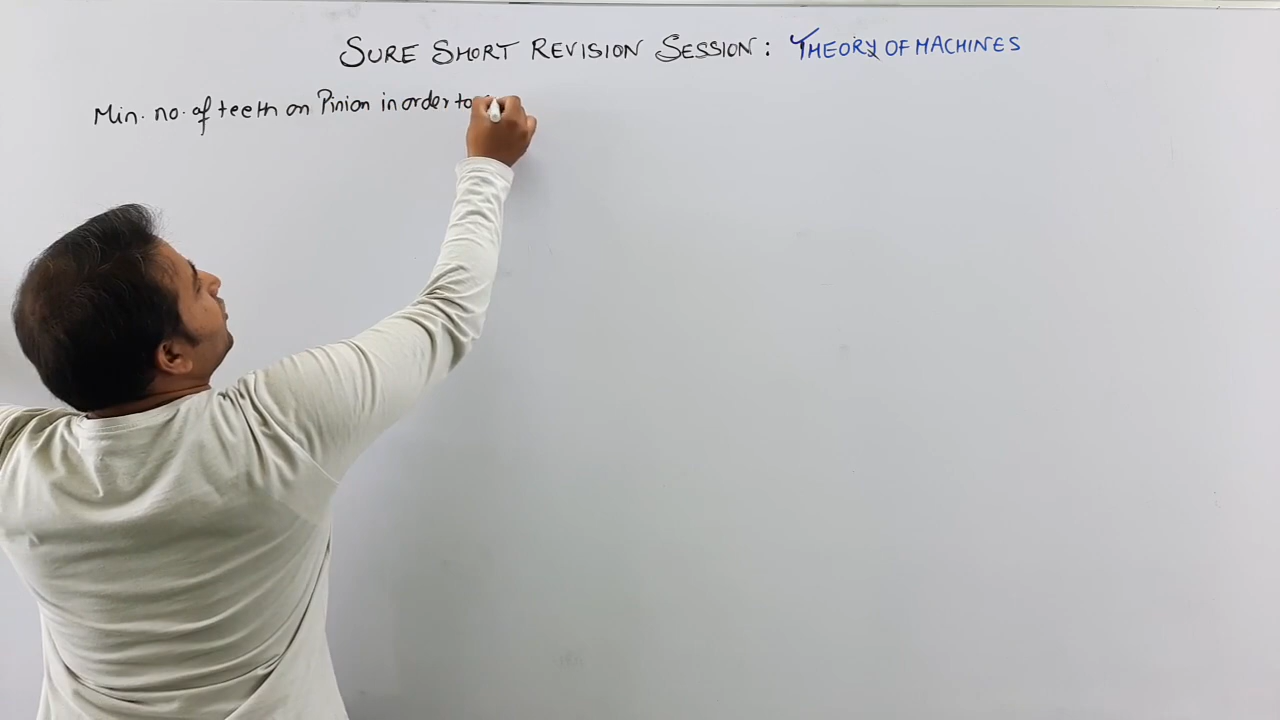 SURE SHORT REVISION SESSION: THEORY OF MACHINES
Min. no. of teeth on Pinion in order to